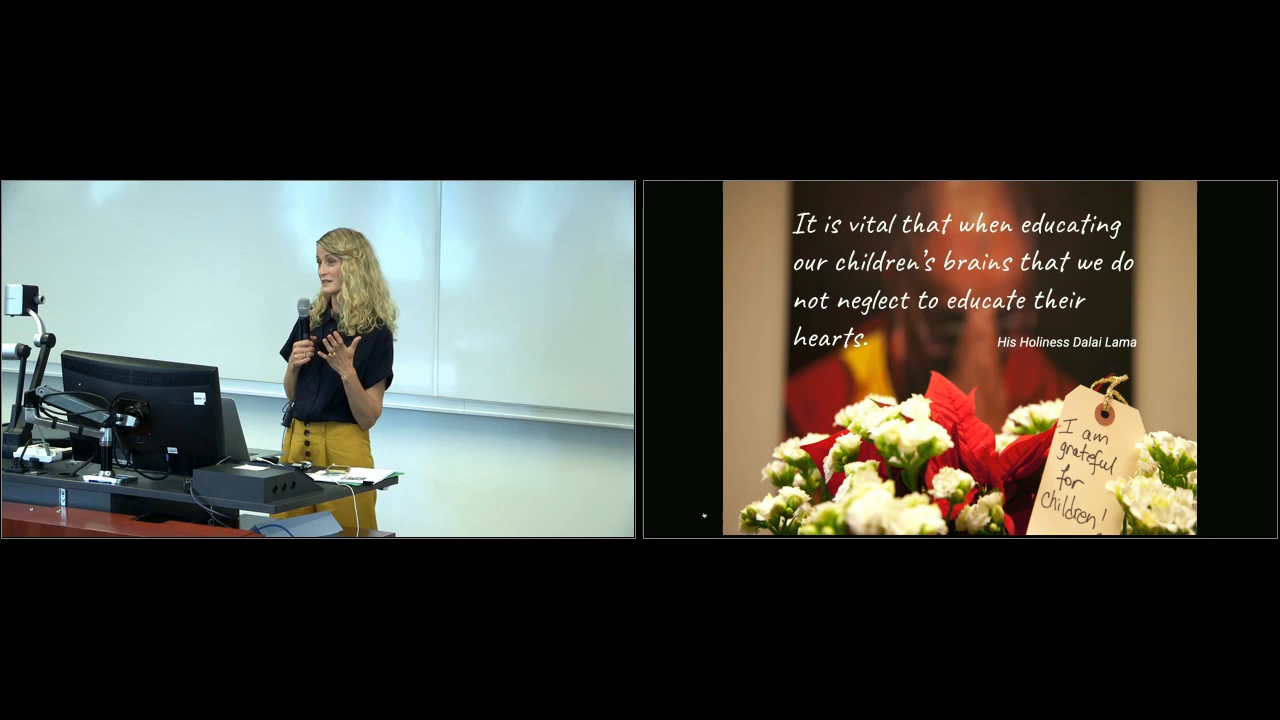 It is vital that when educating
our children's brains that we do
not neglect to educate their
hearts.
His Holiness Dalai Lama
I am
grateful
for
children!